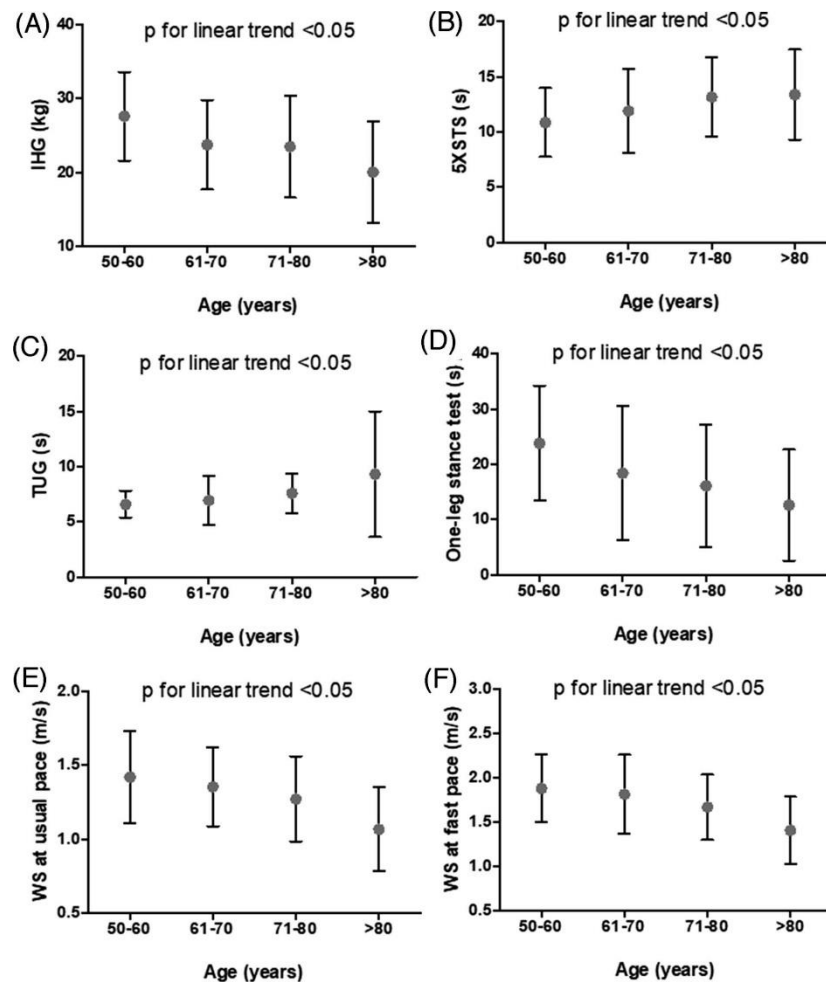 (A)
p for linear trend <0.05
IHG (kg)
40
30
20
10
50-60 61-70 71-80 >80
Age (years)
(B)
p for linear trend <0.05
5XSTS (s)
20
15
10
5
0
50-60 61-70 71-80 >80
Age (years)
(C)
p for linear trend <0.05
TUG (s)
20
15
10
5
0
50-60 61-70 71-80 >80
Age (years)
(D)
p for linear trend <0.05
One-leg stance test (s)
40
30
20
10
0
50-60 61-70 71-80 >80
Age (years)
(E)
p for linear trend <0.05
WS at usual pace (m/s)
2.0
1.5
1.0
0.5
50-60 61-70 71-80 >80
Age (years)
(F)
p for linear trend <0.05
WS at fast pace (m/s)
3.0
2.5
2.0
1.5
1.0
0.5
50-60 61-70 71-80 >80
Age (years)